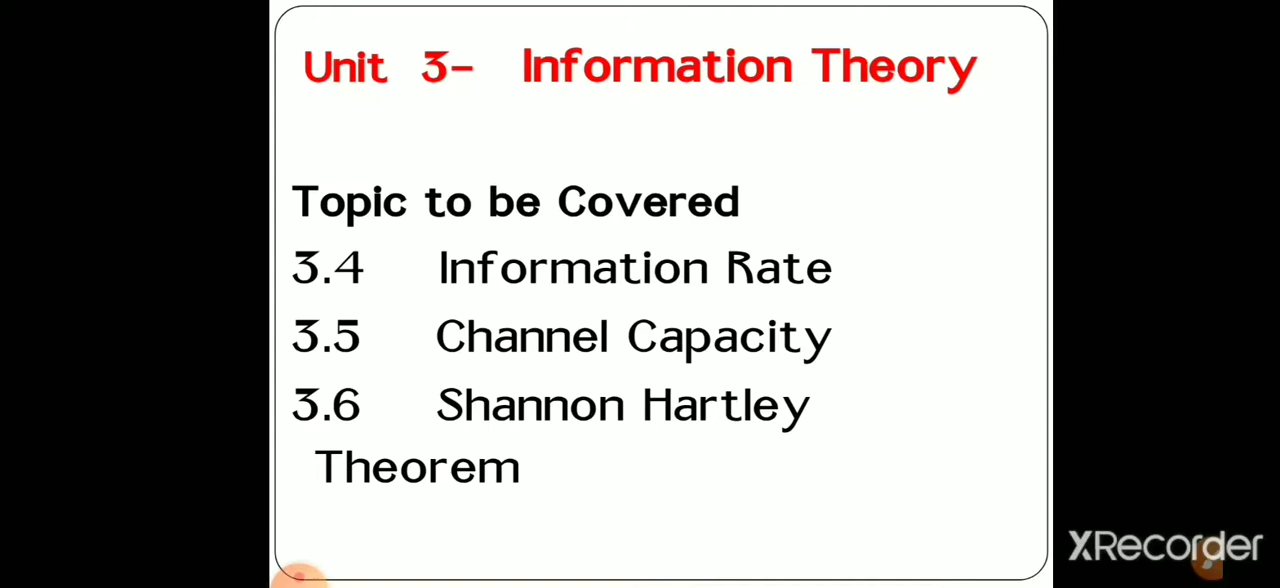 Unit 3- Information Theory
Topic to be Covered
3.4 Information Rate
3.5 Channel Capacity
3.6 Shannon Hartley
Theorem
XRecorder